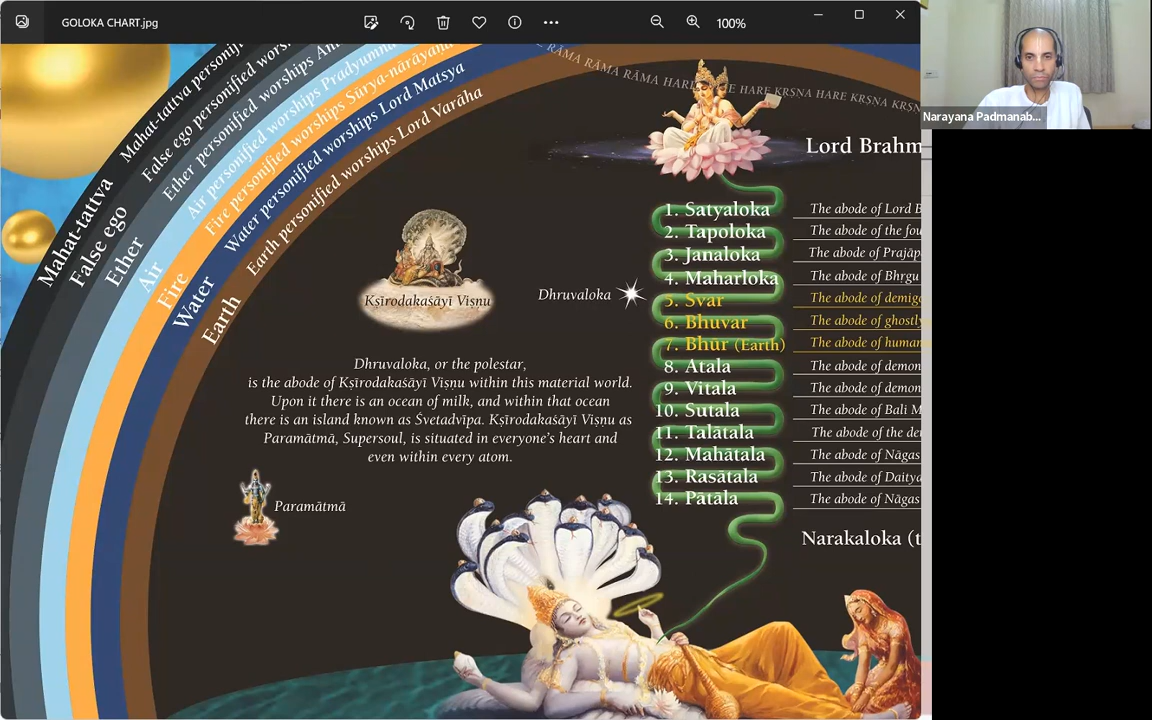 GOLOKA CHART.jpg
100%
Narayana Padmanab...
RĀMA RĀMA RĀMA HARE
HARE KṚṢNA HARE KṚṢNA KṚṢN
Mahat-tattva
Mahat-tattva personif
False ego
False ego personified wors
Ether
Ether personified worships An
Air
Air personified worships Pradyumna
Fire
Fire personified worships Sūrya-nārāyaṇa
Water
Water personified worships Lord Matsya
Earth
Earth personified worships Lord Varāha
Lord Brahm
Kṣīrodakaśāyī Viṣṇu
Dhruvaloka
1. Satyaloka The abode of Lord B
2. Tapoloka The abode of the fou
3. Janaloka The abode of Prajāp
4. Maharloka The abode of Bhrgu
5. Svar The abode of demig
6. Bhuvar The abode of ghostly
7. Bhūr (Earth) The abode of human
8. Atala The abode of demon
9. Vitala The abode of demon
10. Sutala The abode of Bali M
11. Talātala The abode of the de
12. Mahātala The abode of Nāgas
13. Rasātala The abode of Daitya
14. Pātāla The abode of Nāgas
Narakaloka (t
Dhruvaloka, or the polestar,
is the abode of Kṣīrodakaśāyī Viṣṇu within this material world.
Upon it there is an ocean of milk, and within that ocean
there is an island known as Śvetadvīpa. Kṣīrodakaśāyī Viṣṇu as
Paramātmā, Supersoul, is situated in everyone's heart and
even within every atom.
Paramātmā